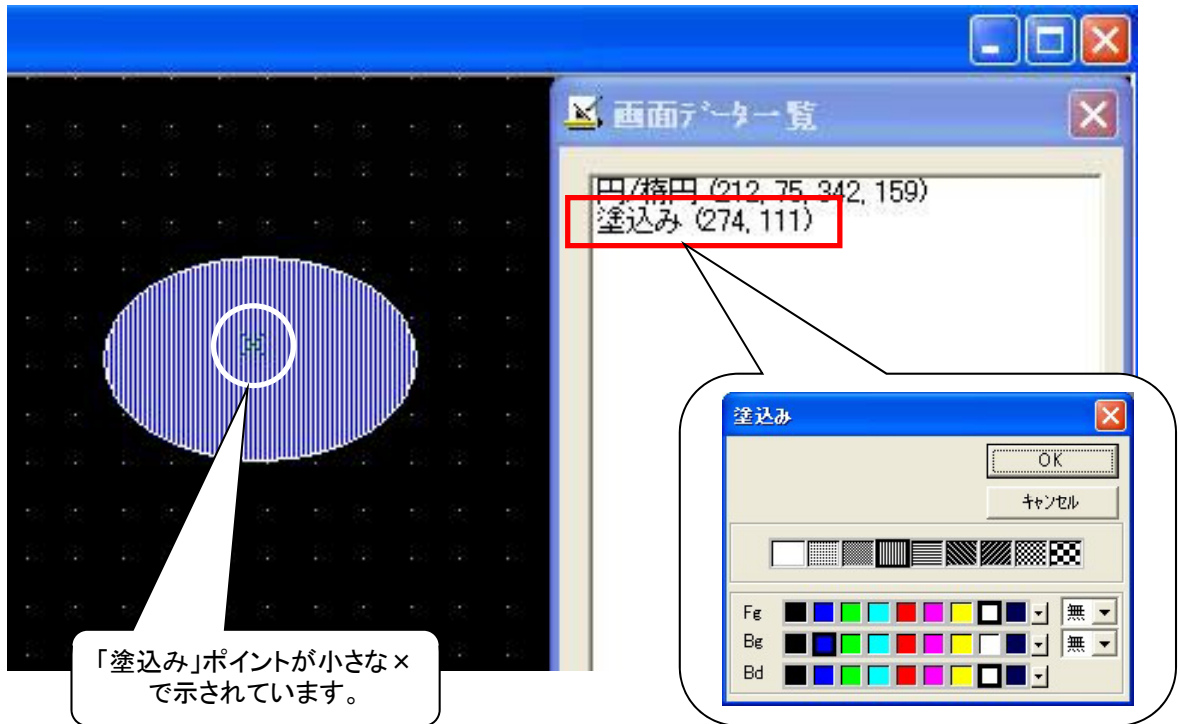 画面データ一覧
円/楕円 (212, 75, 342, 159)
塗込み (274, 111)
塗込み
OK
キャンセル
Fg
無
Bg
無
Bd
「塗込み」ポイントが小さな×
で示されています。